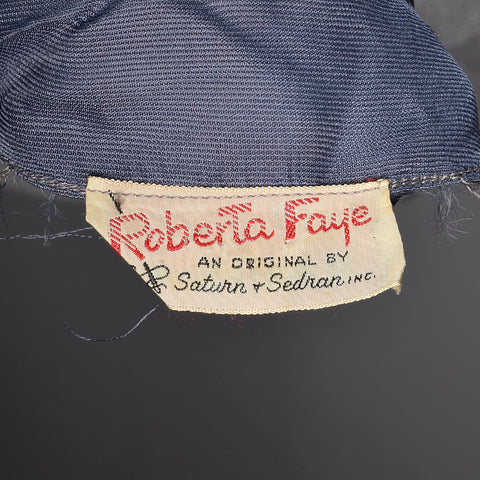 Roberta Faye
AN ORIGINAL BY
Saturn & Sedran INC.